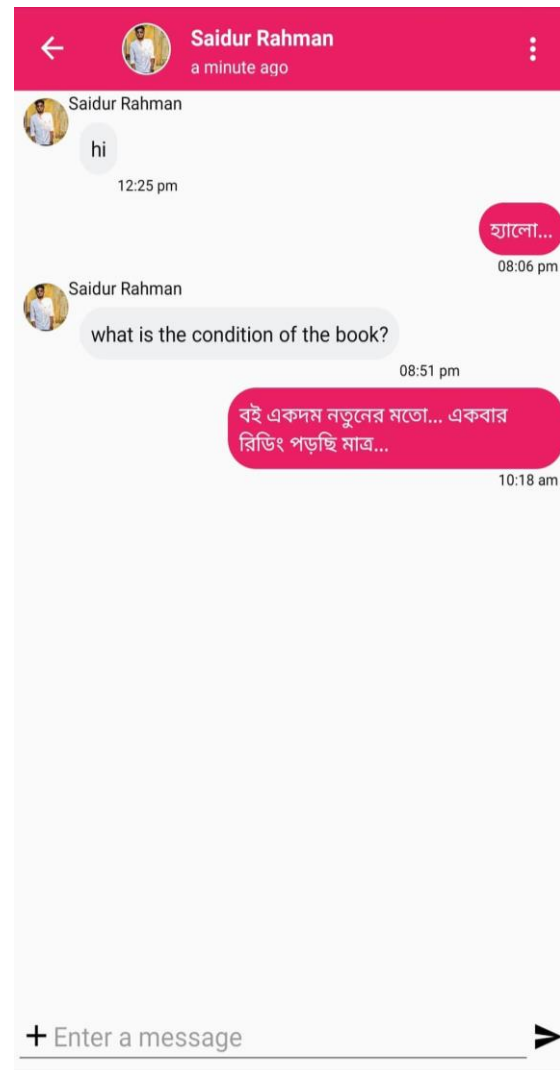 Saidur Rahman
a minute ago
Saidur Rahman
hi
12:25 pm
হ্যালো...
08:06 pm
Saidur Rahman
what is the condition of the book?
08:51 pm
বই একদম নতুনের মতো... একবার
রিডিং পড়ছি মাত্র...
10:18 am
+ Enter a message